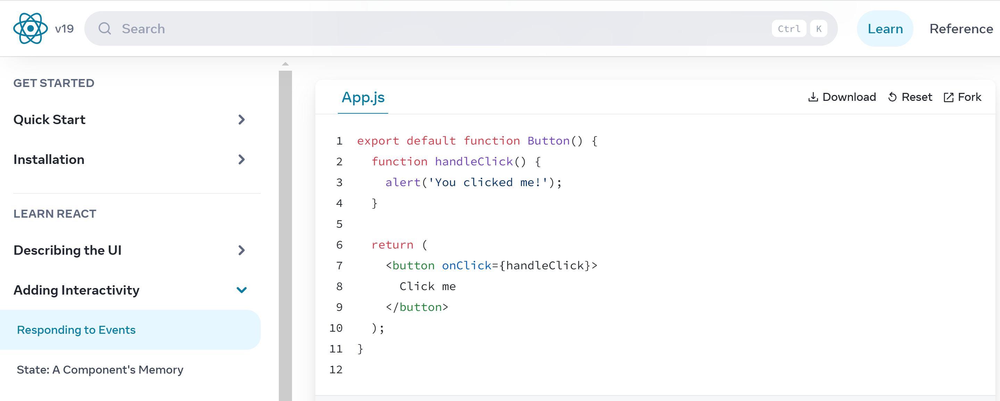 v19
Search
Ctrl K
Learn
Reference
GET STARTED
Quick Start
Installation
LEARN REACT
Describing the UI
Adding Interactivity
Responding to Events
State: A Component's Memory
App.js
Download
Reset
Fork
1 export default function Button() {
2   function handleClick() {
3     alert('You clicked me!');
4   }
5
6   return (
7     <button onClick={handleClick}>
8       Click me
9     </button>
10   );
11 }
12